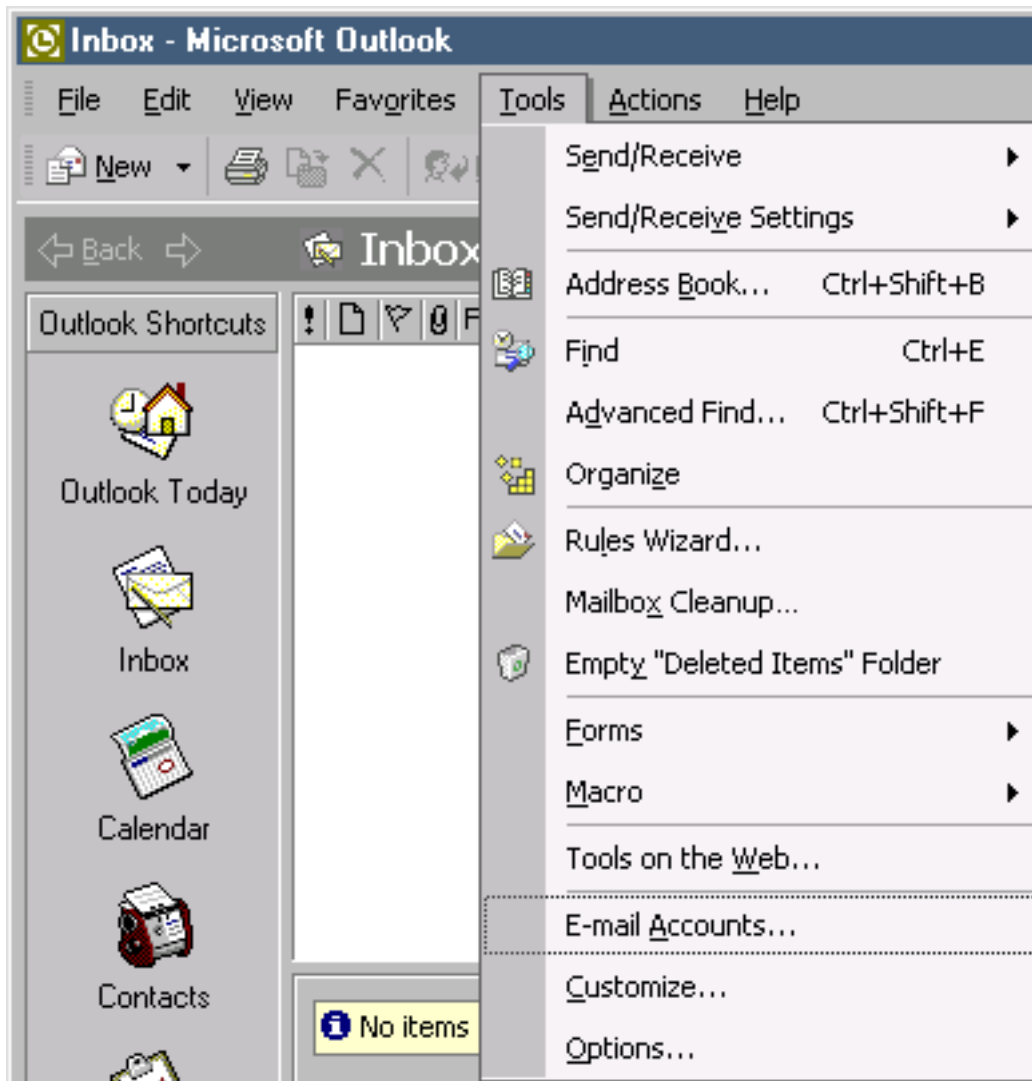 Inbox - Microsoft Outlook
File Edit View Favorites Tools Actions Help
New
Back
Inbox
Outlook Shortcuts
F
Outlook Today
Inbox
Calendar
Contacts
No items
Send/Receive
Send/Receive Settings
Address Book... Ctrl+Shift+B
Find Ctrl+E
Advanced Find... Ctrl+Shift+F
Organize
Rules Wizard...
Mailbox Cleanup...
Empty "Deleted Items" Folder
Forms
Macro
Tools on the Web...
E-mail Accounts...
Customize...
Options...